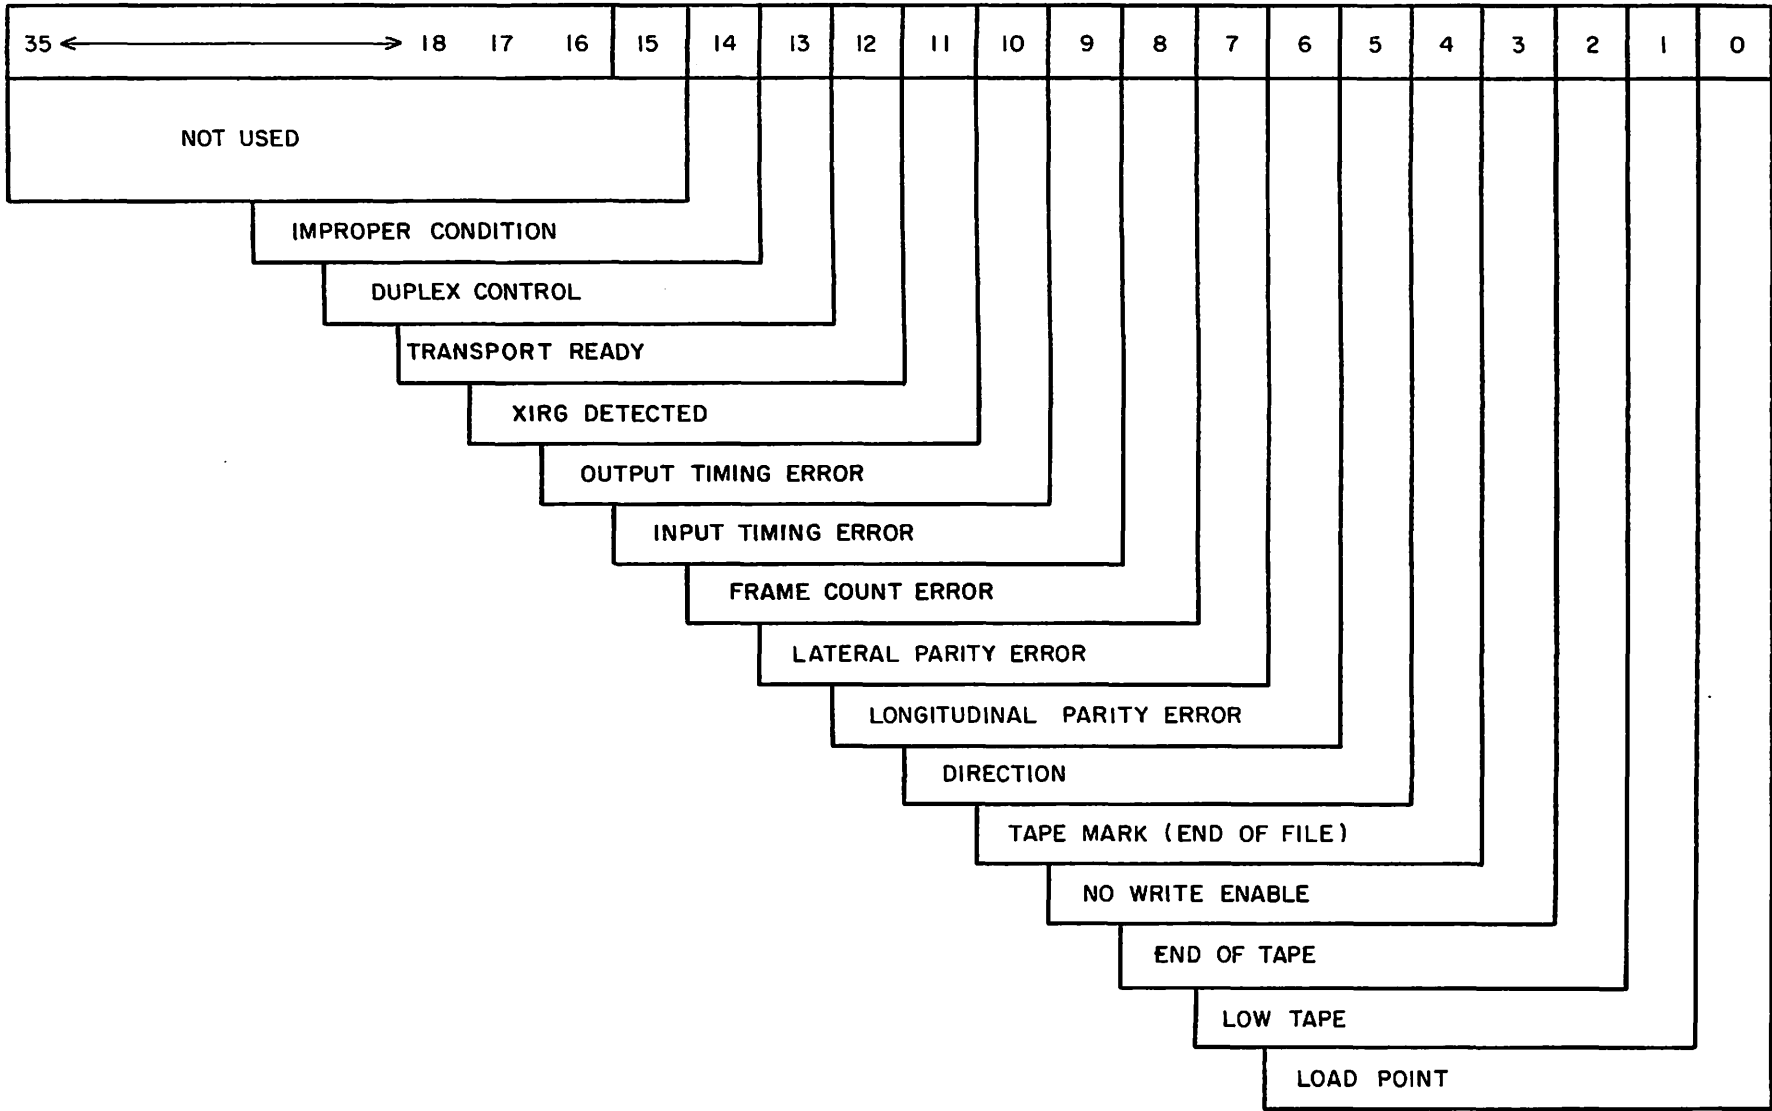 35 ←→ 18 17 16 15 14 13 12 11 10 9 8 7 6 5 4 3 2 1 0
NOT USED
IMPROPER CONDITION
DUPLEX CONTROL
TRANSPORT READY
XIRG DETECTED
OUTPUT TIMING ERROR
INPUT TIMING ERROR
FRAME COUNT ERROR
LATERAL PARITY ERROR
LONGITUDINAL PARITY ERROR
DIRECTION
TAPE MARK (END OF FILE)
NO WRITE ENABLE
END OF TAPE
LOW TAPE
LOAD POINT